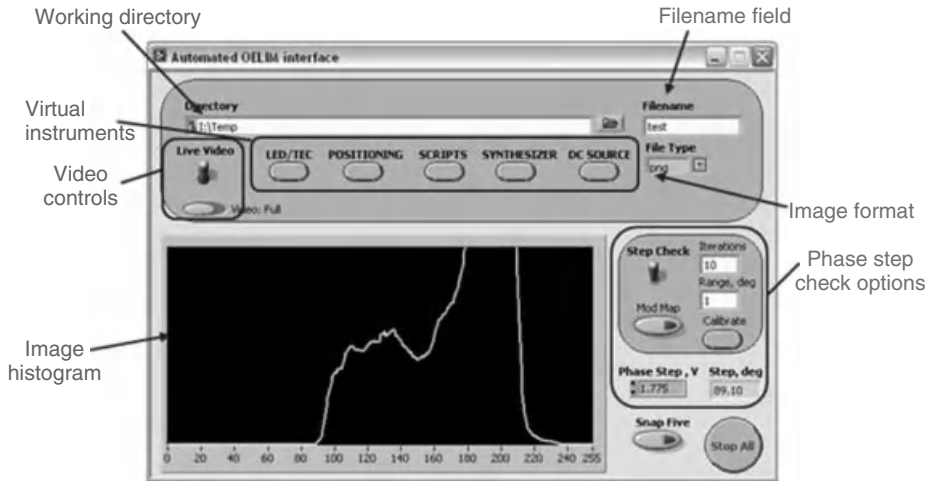 Working directory
Filename field
Automated OELIM interface
Virtual instruments
Directory
I:\Temp
Filename
test
Live Video
LED/TEC POSITIONING SCRIPTS SYNTHESIZER DC SOURCE
File Type
png
Video controls
Video: Full
Image format
Step Check
Iterations
10
Range, deg
1
Phase step check options
Mod Map
Calibrate
Image histogram
Phase Step , V
Step, deg
1.775
89.10
Snap Five
Stop All
0 20 40 60 80 100 120 140 160 180 200 220 240 255